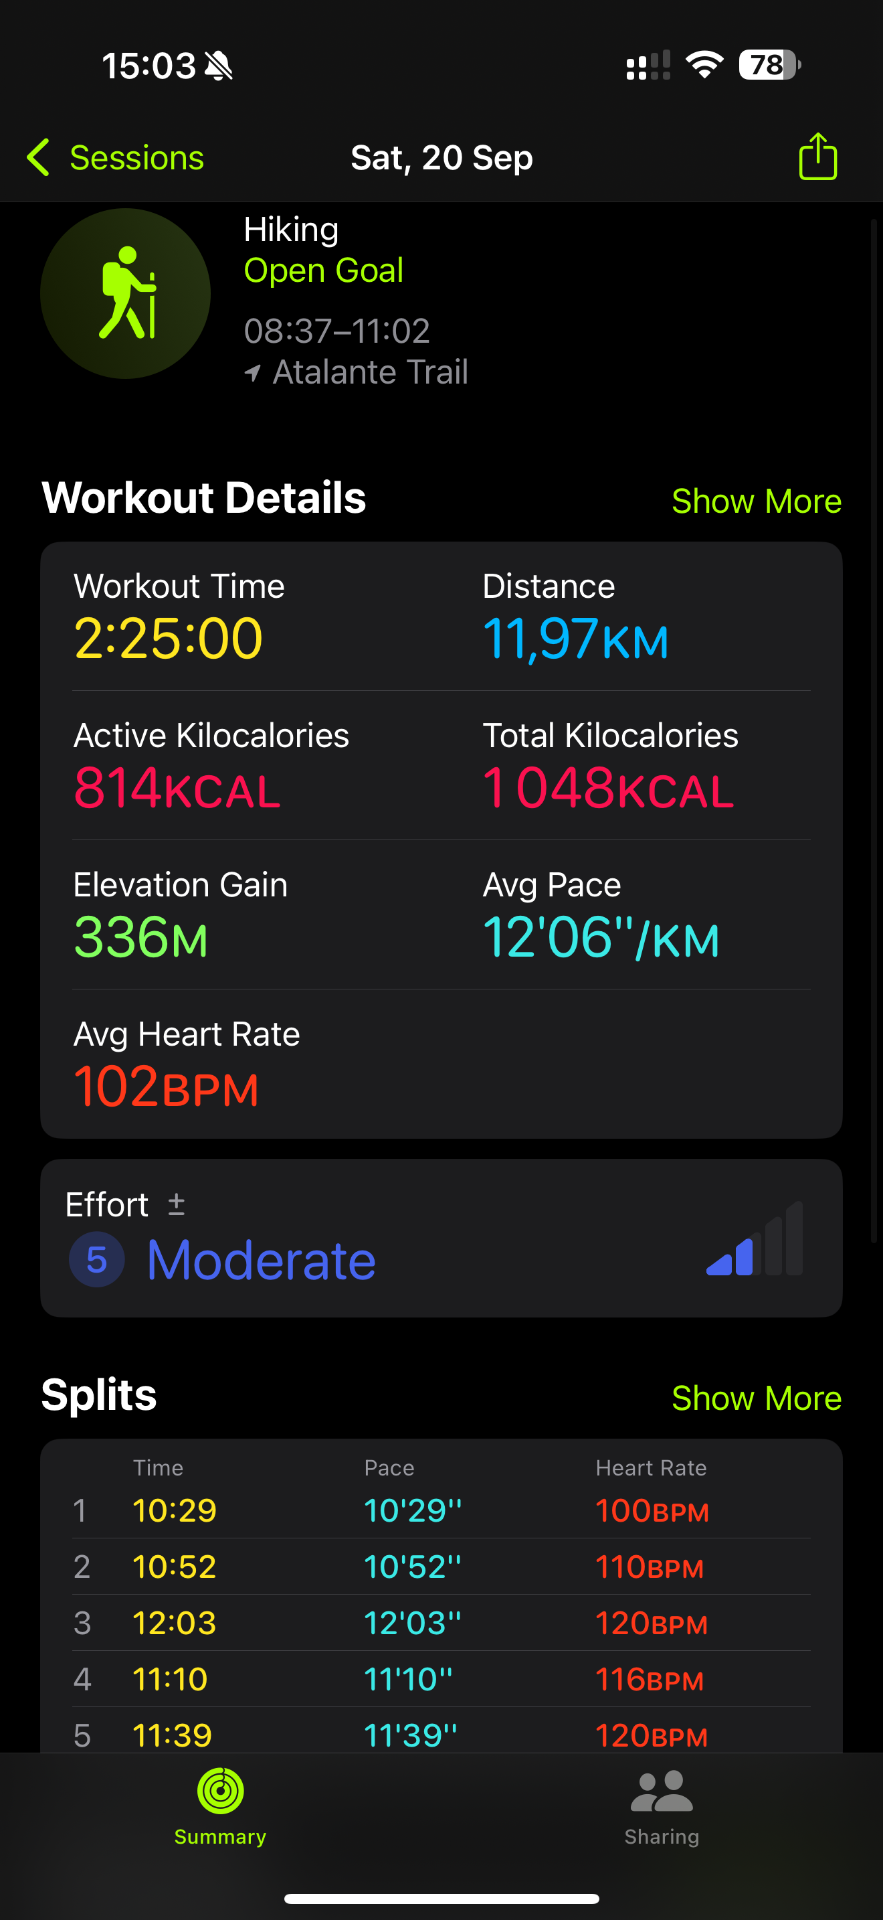 15:03
78
Sessions
Sat, 20 Sep
Hiking
Open Goal
08:37–11:02
Atalante Trail
Workout Details
Show More
Workout Time
Distance
2:25:00
11,97KM
Active Kilocalories
Total Kilocalories
814KCAL
1 048KCAL
Elevation Gain
Avg Pace
336M
12'06"/KM
Avg Heart Rate
102BPM
Effort ±
5 Moderate
Splits
Show More
Time Pace Heart Rate
1 10:29 10'29'' 100BPM
2 10:52 10'52'' 110BPM
3 12:03 12'03'' 120BPM
4 11:10 11'10'' 116BPM
5 11:39 11'39'' 120BPM
Summary
Sharing